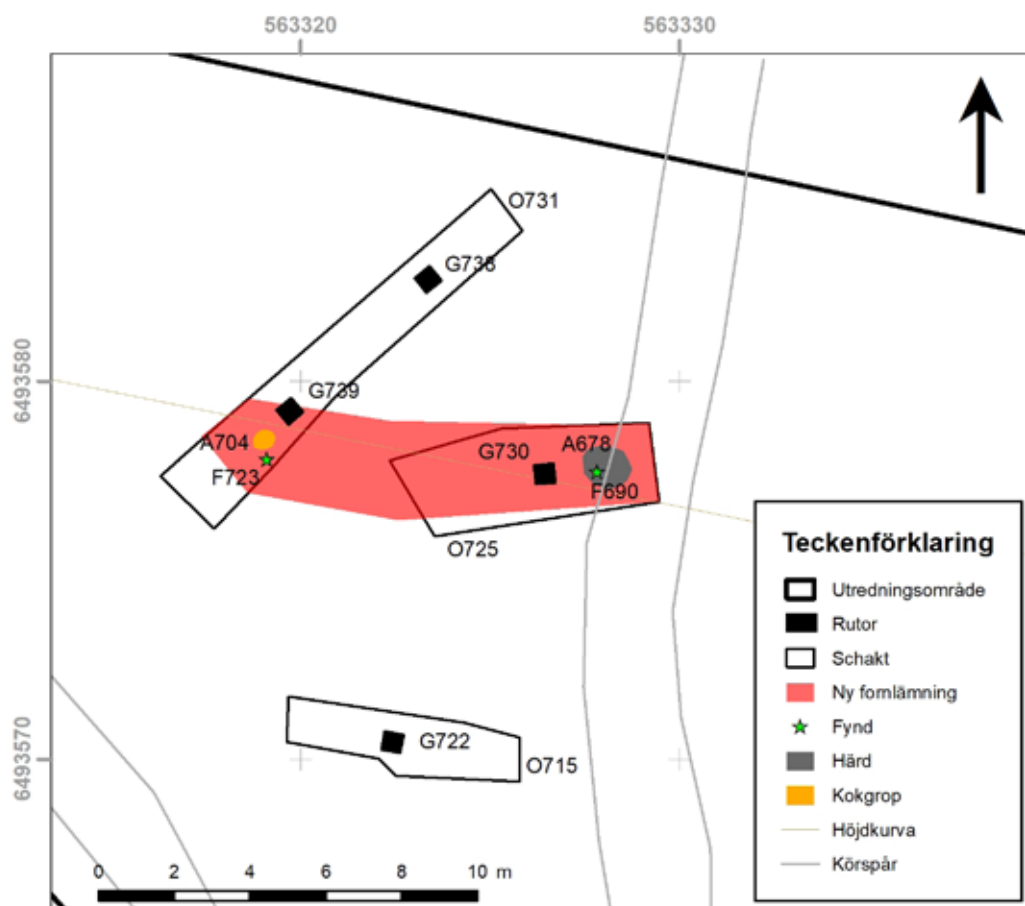 563320
563330
O731
G738
6493580
G739
A704
G730
A678
F723
F690
O725
Teckenförklaring
Utredningsområde
Rutor
Schakt
Ny fornlämning
Fynd
Härd
Kokgrop
Höjdkurva
Körspår
G722
O715
6493570
0 2 4 6 8 10 m